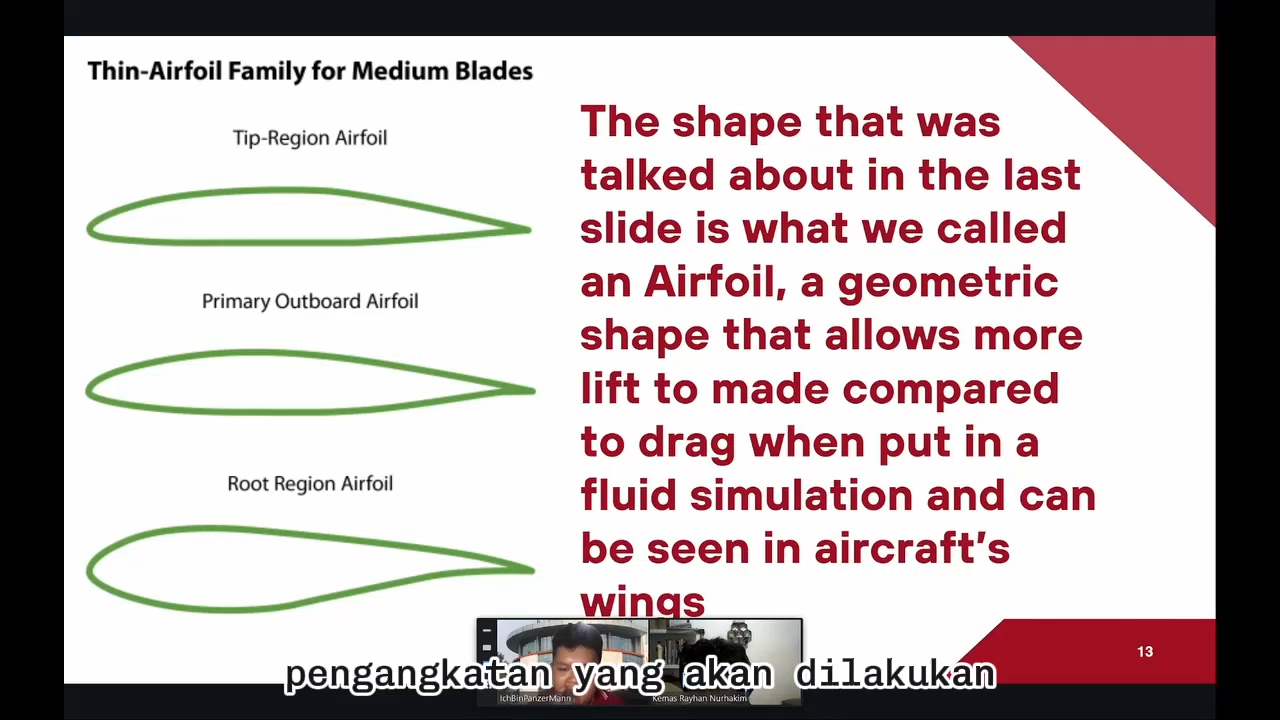 Thin-Airfoil Family for Medium Blades
Tip-Region Airfoil
Primary Outboard Airfoil
Root Region Airfoil
The shape that was
talked about in the last
slide is what we called
an Airfoil, a geometric
shape that allows more
lift to made compared
to drag when put in a
fluid simulation and can
be seen in aircraft's
wings
13
pengangkatan yang akan dilakukan
IchBinPanzerMann
Kemas Rayhan Nurhakim